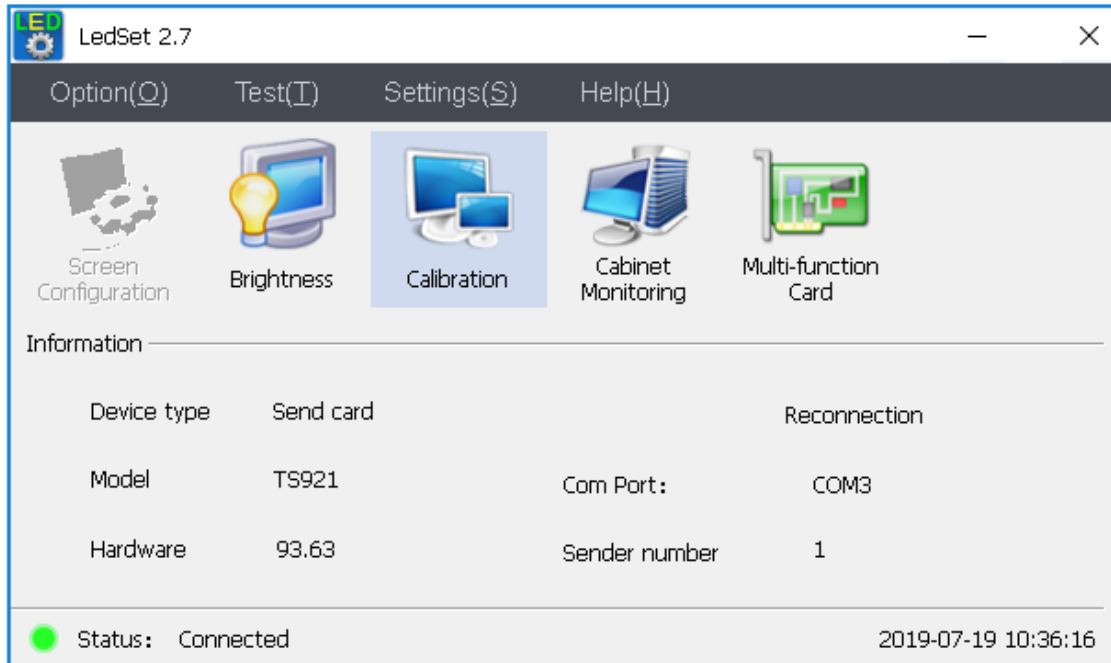 LED
LedSet 2.7
Option(O) Test(T) Settings(S) Help(H)
Screen
Configuration
Brightness
Calibration
Cabinet
Monitoring
Multi-function
Card
Information
Device type Send card
Reconnection
Model TS921
Com Port: COM3
Hardware 93.63
Sender number 1
Status: Connected
2019-07-19 10:36:16